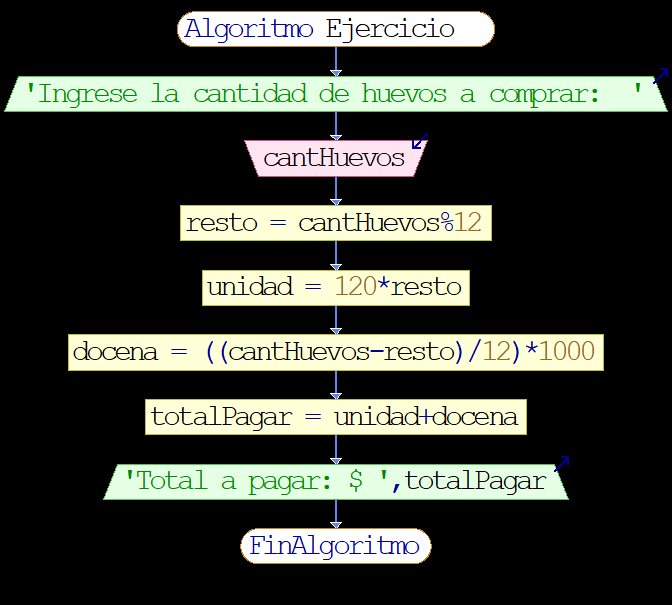 Algoritmo Ejercicio
'Ingrese la cantidad de huevos a comprar:  '
cantHuevos
resto = cantHuevos%12
unidad = 120*resto
docena = ((cantHuevos-resto)/12)*1000
totalPagar = unidad+docena
'Total a pagar: $ ',totalPagar
FinAlgoritmo